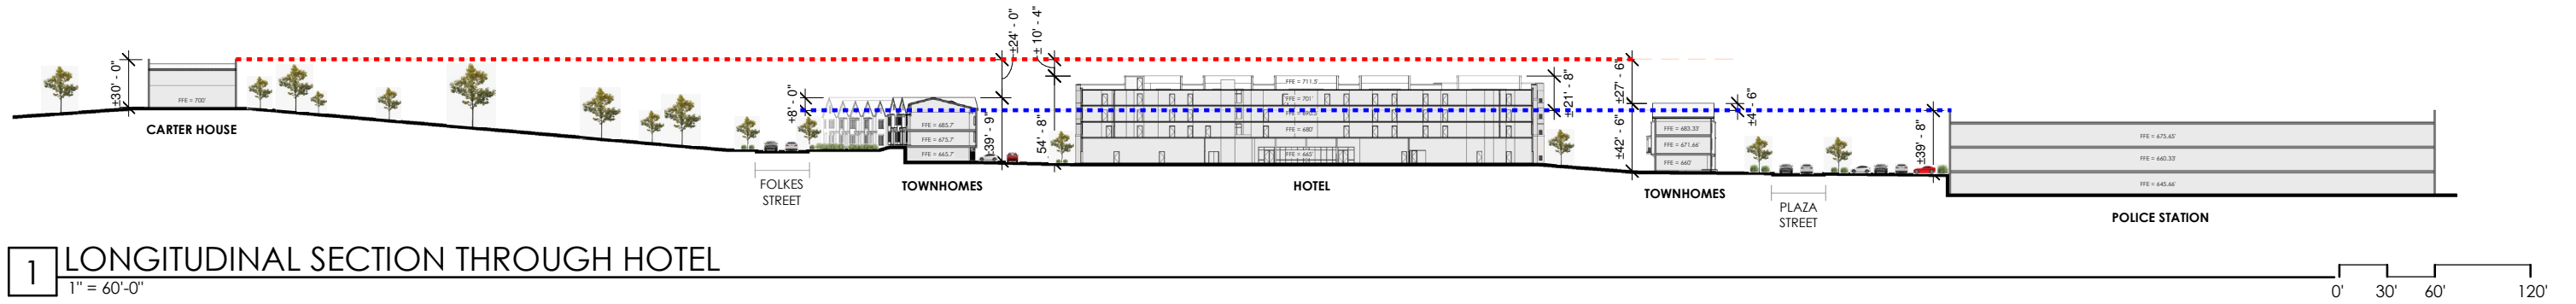 ±30' - 0"
FFE = 700'
CARTER HOUSE
±8' - 0"
FOLKES
STREET
FFE = 685.7'
FFE = 675.7'
FFE = 665.7'
TOWNHOMES
±39' - 9"
±24' - 0"
± 10' - 4"
54' - 8"
FFE = 711.5'
FFE = 701'
FFE = 690.5'
FFE = 680'
FFE = 665'
HOTEL
±21' - 8"
±27' - 6"
±42' - 6"
FFE = 683.33'
FFE = 671.66'
FFE = 660'
TOWNHOMES
±4' - 6"
PLAZA
STREET
±39' - 8"
FFE = 675.65'
FFE = 660.33'
FFE = 645.66'
POLICE STATION
1 LONGITUDINAL SECTION THROUGH HOTEL
1" = 60'-0"
0' 30' 60' 120'